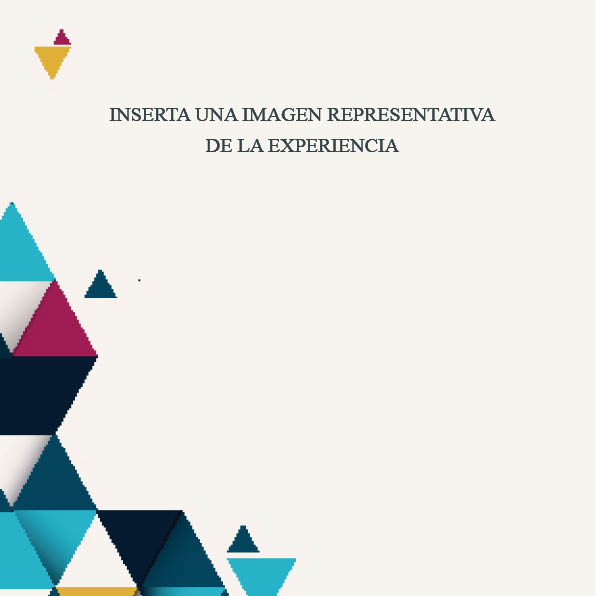 INSERTA UNA IMAGEN REPRESENTATIVA
DE LA EXPERIENCIA